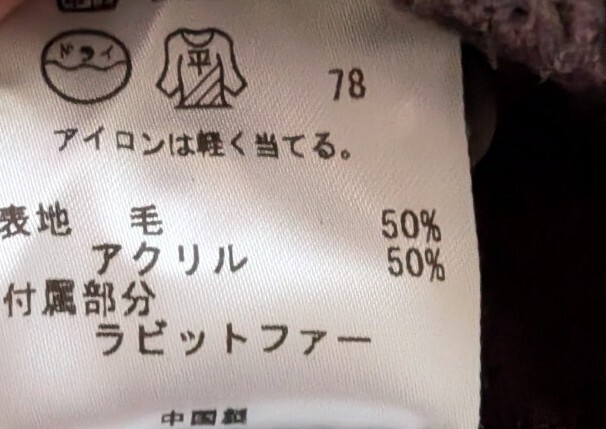 ドライ 平 78
アイロンは軽く当てる。
表地 毛 50%
アクリル 50%
付属部分
ラビットファー
中国製